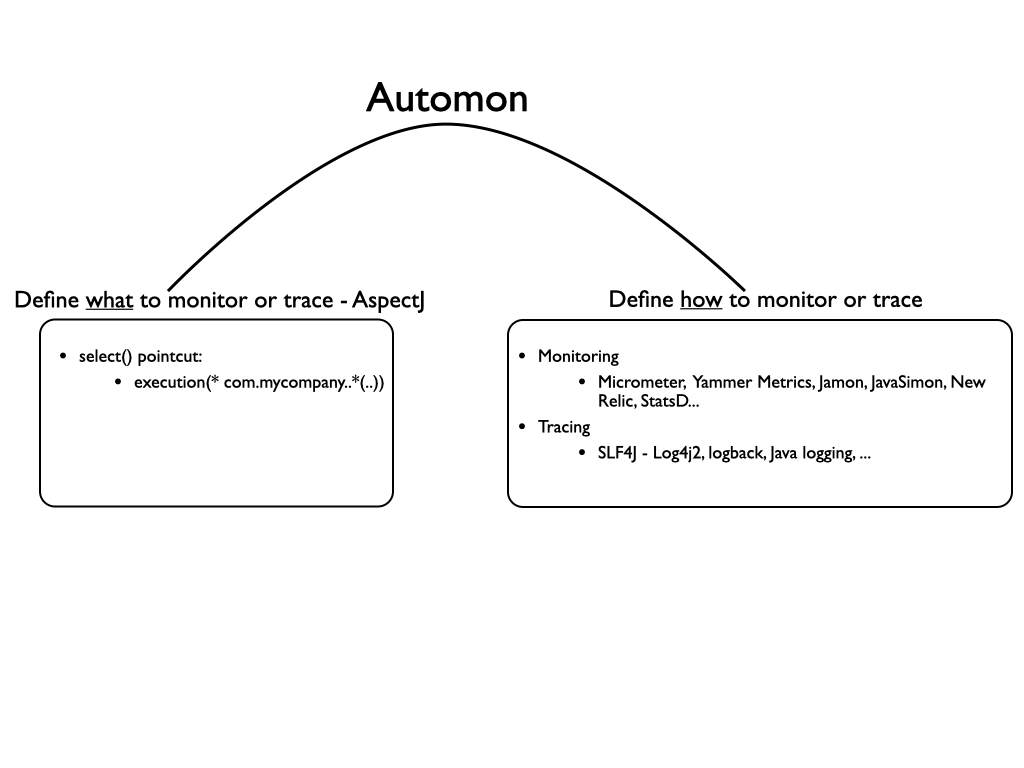 Automon
Define what to monitor or trace - AspectJ
• select() pointcut:
• execution(* com.mycompany..*(..))
Define how to monitor or trace
• Monitoring
• Micrometer, Yammer Metrics, Jamon, JavaSimon, New
Relic, StatsD...
• Tracing
• SLF4J - Log4j2, logback, Java logging, ...